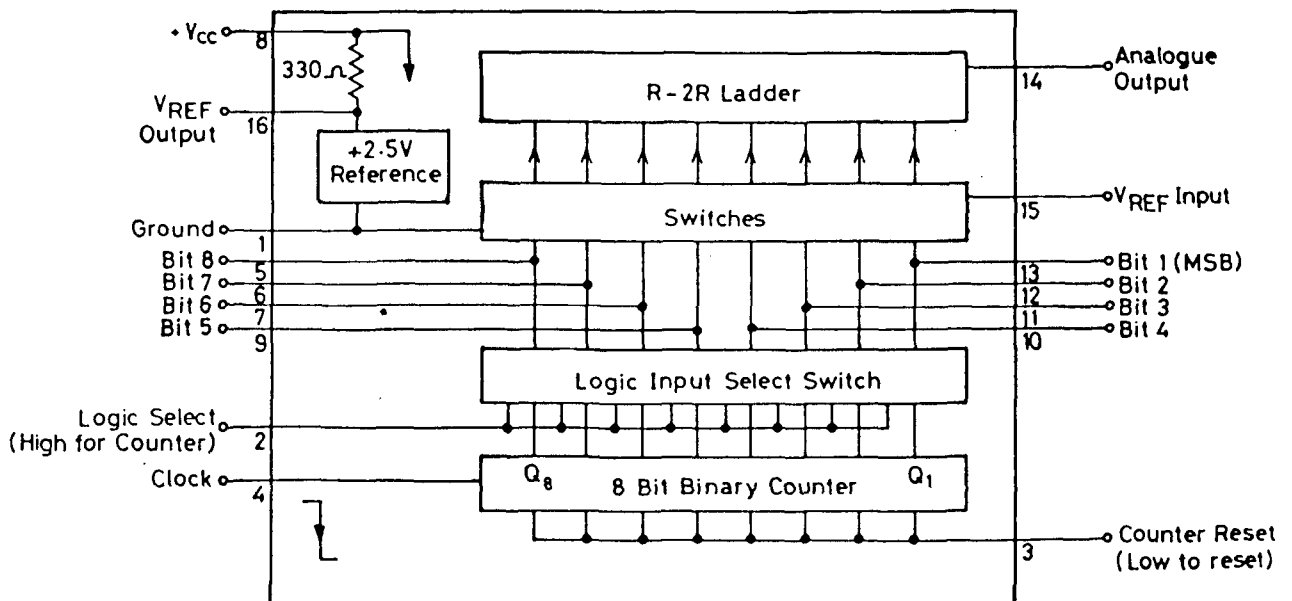 +Vcc
8
330Ω
VREF
Output
16
+2.5V
Reference
R-2R Ladder
14
Analogue
Output
Switches
15
VREF Input
Ground
1
Bit 8
5
Bit 7
6
Bit 6
7
Bit 5
9
13
Bit 1 (MSB)
12
Bit 2
11
Bit 3
10
Bit 4
Logic Input Select Switch
Logic Select
(High for Counter)
2
Clock
4
Q8
8 Bit Binary Counter
Q1
3
Counter Reset
(Low to reset)